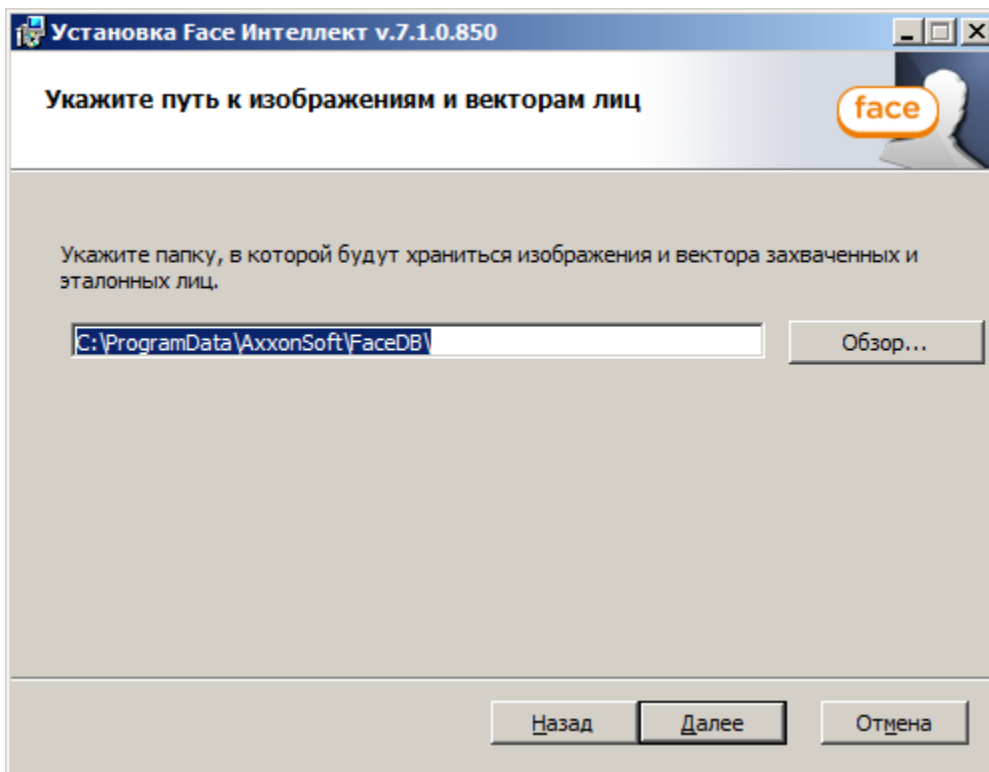 Установка Face Интеллект v.7.1.0.850
Укажите путь к изображениям и векторам лиц
face
Укажите папку, в которой будут храниться изображения и вектора захваченных и
эталонных лиц.
C:\ProgramData\AxxonSoft\FaceDB\
Обзор...
Назад
Далее
Отмена